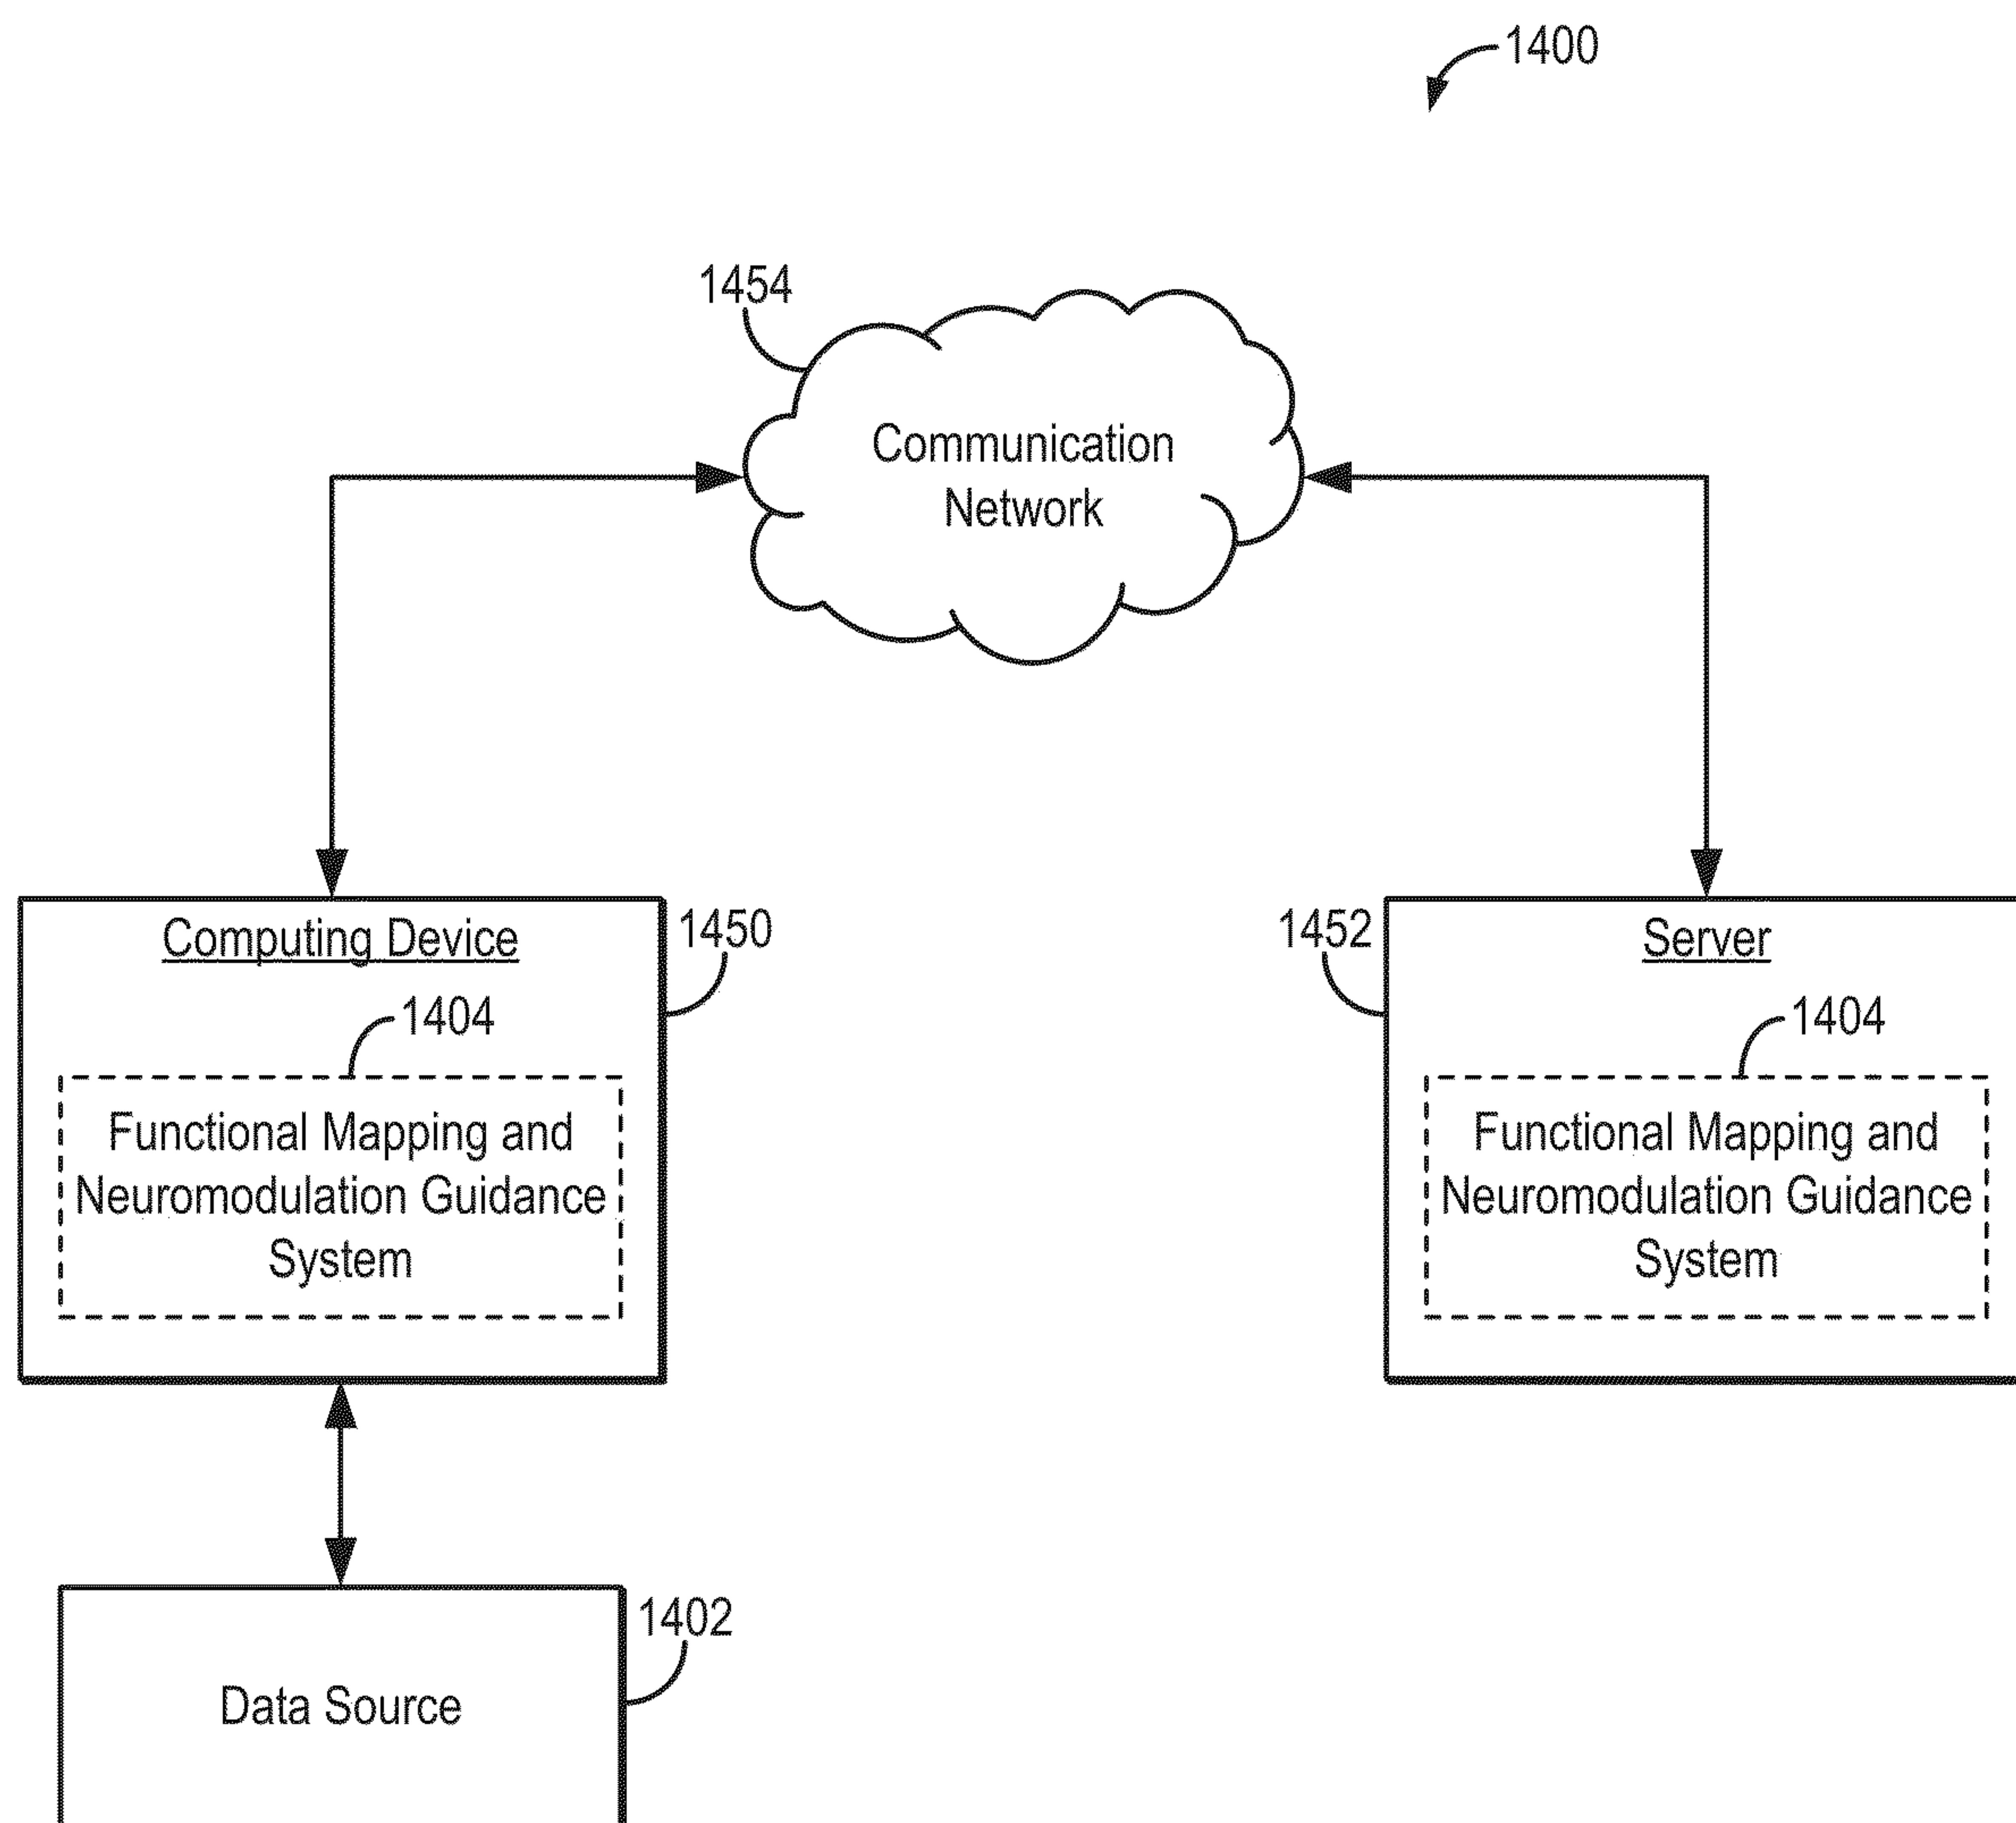 1400
1454
Communication
Network
Computing Device
1450
1452
Server
1404
1404
Functional Mapping and
Neuromodulation Guidance
System
Functional Mapping and
Neuromodulation Guidance
System
1402
Data Source